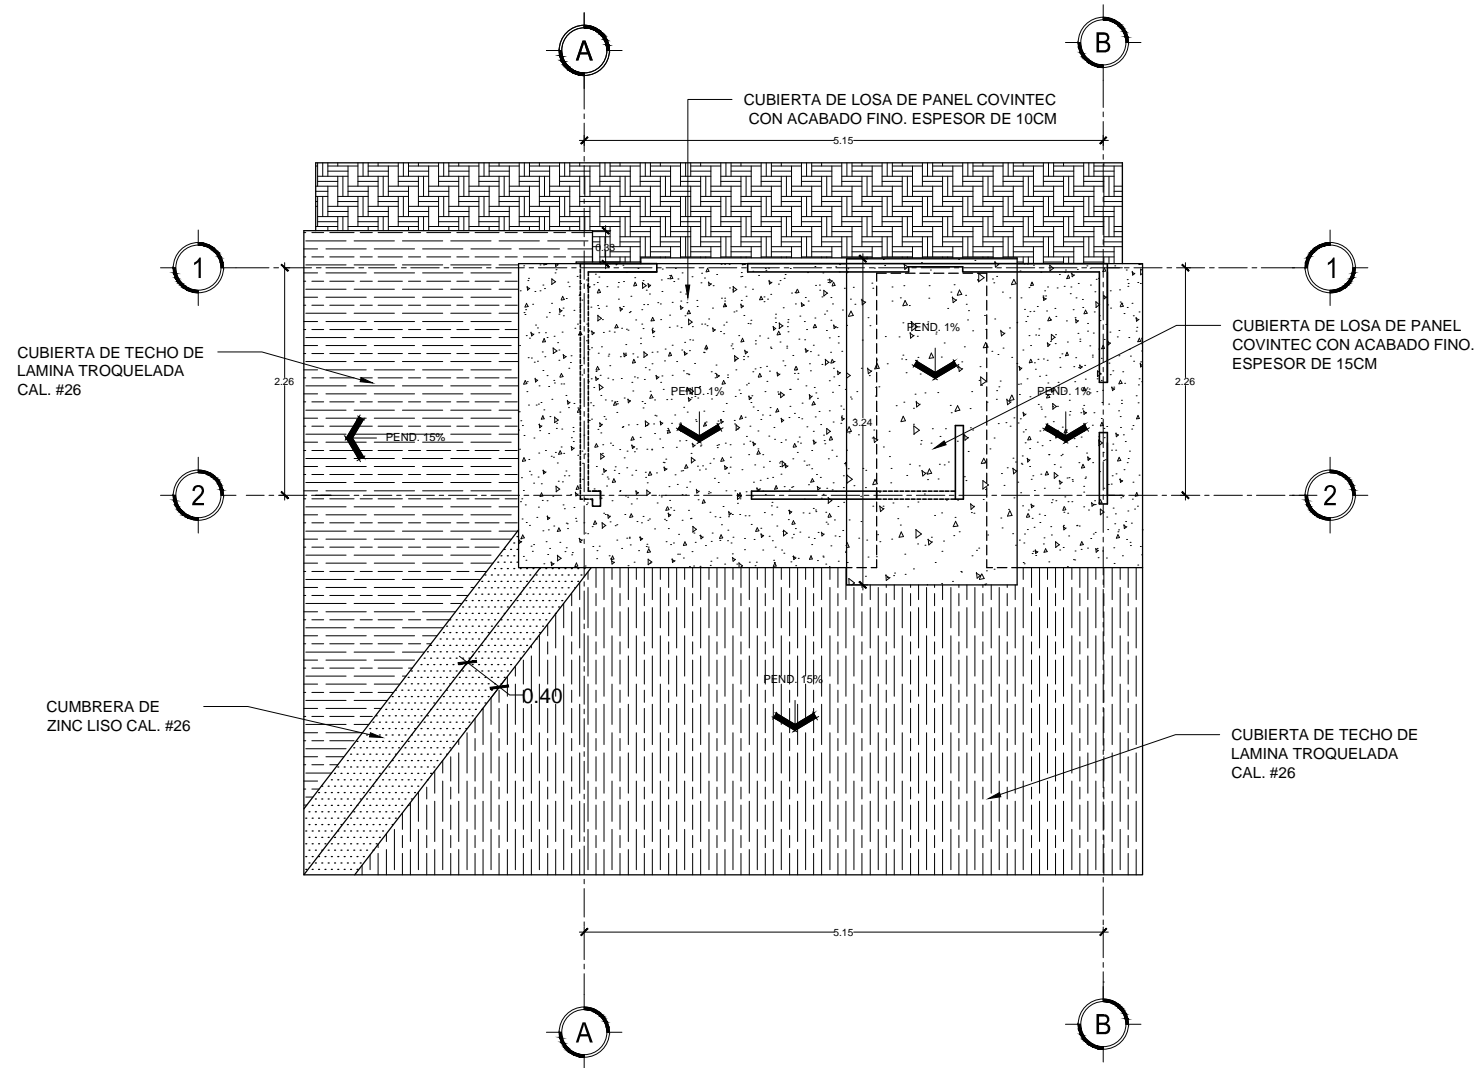 A
B
CUBIERTA DE LOSA DE PANEL COVINTEC
CON ACABADO FINO. ESPESOR DE 10CM
5.15
0.33
1
1
PEND. 1%
CUBIERTA DE LOSA DE PANEL
COVINTEC CON ACABADO FINO.
ESPESOR DE 15CM
CUBIERTA DE TECHO DE
LAMINA TROQUELADA
CAL. #26
2.26
PEND. 1%
PEND. 1%
2.26
3.24
PEND. 15%
2
2
PEND. 15%
0.40
CUMBRERA DE
ZINC LISO CAL. #26
CUBIERTA DE TECHO DE
LAMINA TROQUELADA
CAL. #26
5.15
A
B